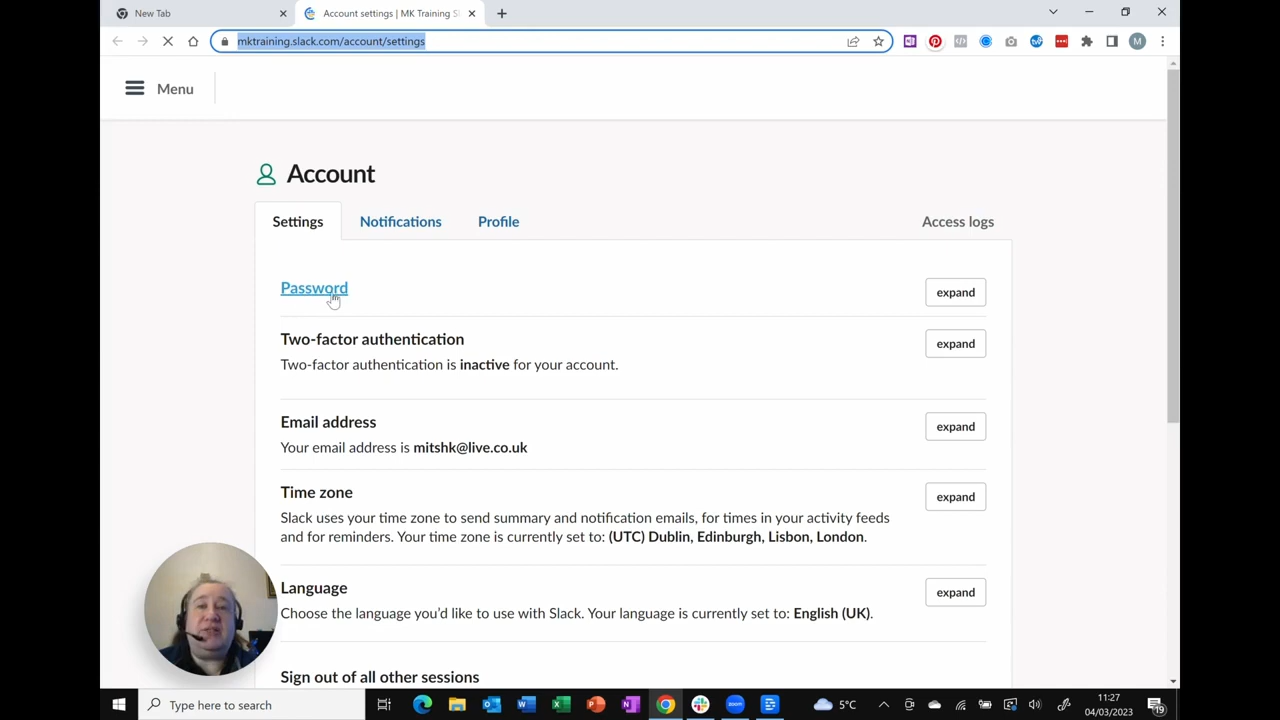 New Tab
Account settings | MK Training S
mktraining.slack.com/account/settings
M
Menu
Account
Settings
Notifications
Profile
Access logs
Password
expand
Two-factor authentication
expand
Two-factor authentication is inactive for your account.
Email address
expand
Your email address is mitshk@live.co.uk
Time zone
expand
Slack uses your time zone to send summary and notification emails, for times in your activity feeds
and for reminders. Your time zone is currently set to: (UTC) Dublin, Edinburgh, Lisbon, London.
Language
expand
Choose the language you'd like to use with Slack. Your language is currently set to: English (UK).
Sign out of all other sessions
Type here to search
5°C
11:27
04/03/2023
19